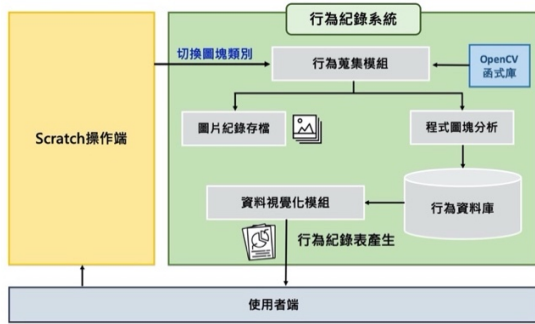 行為紀錄系統
切換圖塊類別
行為蒐集模組
OpenCV
函式庫
Scratch操作端
圖片紀錄存檔
程式圖塊分析
資料視覺化模組
行為資料庫
行為紀錄表產生
使用者端